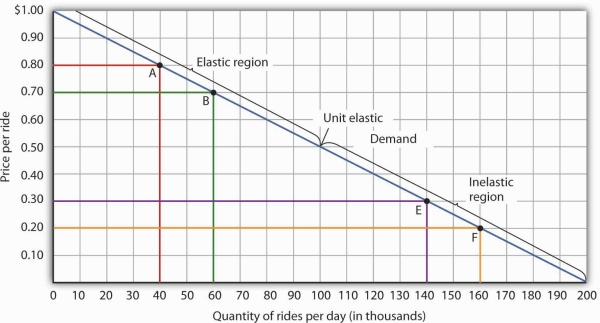 $1.00
0.90
0.80
0.70
0.60
0.50
0.40
0.30
0.20
0.10
Price per ride
A
Elastic region
B
Unit elastic
Demand
Inelastic
region
E
F
0 10 20 30 40 50 60 70 80 90 100 110 120 130 140 150 160 170 180 190 200
Quantity of rides per day (in thousands)